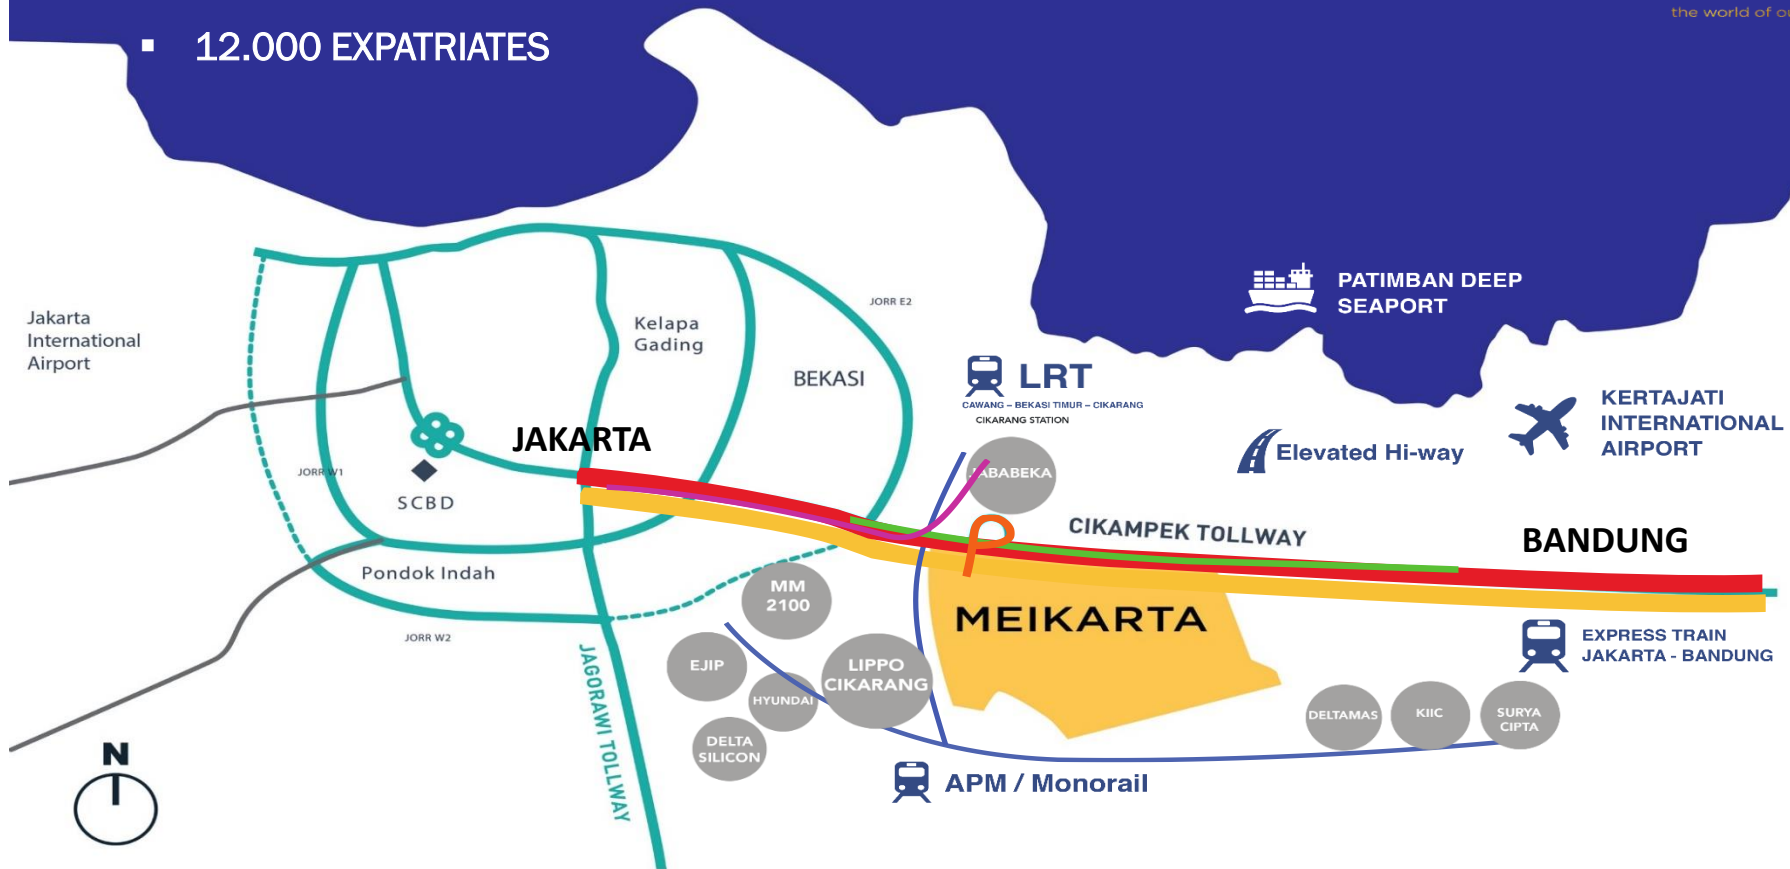 the world of
12.000 EXPATRIATES
PATIMBAN DEEP
SEAPORT
Jakarta
International
Airport
Kelapa
Gading
JORR E2
BEKASI
LRT
CAWANG – BEKASI TIMUR – CIKARANG
CIKARANG STATION
KERTAJATI
INTERNATIONAL
AIRPORT
Elevated Hi-way
JAKARTA
JORR W1
SCBD
JABABEKA
CIKAMPEK TOLLWAY
BANDUNG
Pondok Indah
MM
2100
MEIKARTA
JORR W2
EXPRESS TRAIN
JAKARTA - BANDUNG
EJIP
LIPPO
CIKARANG
HYUNDAI
DELTA
SILICON
JAGORAWI TOLLWAY
DELTAMAS
KIIC
SURYA
CIPTA
N
APM / Monorail